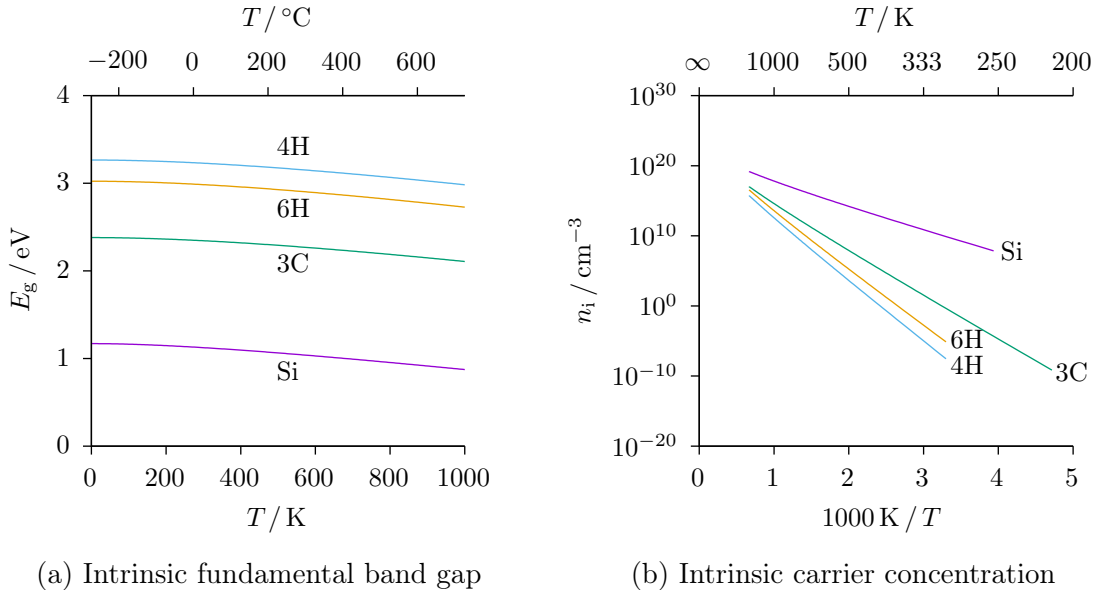 T / °C
−200 0 200 400 600
4
3
2
1
0
E_g / eV
4H
6H
3C
Si
0 200 400 600 800 1000
T / K
(a) Intrinsic fundamental band gap
T / K
∞ 1000 500 333 250 200
10^30
10^20
10^10
10^0
10^−10
10^−20
n_i / cm^−3
Si
6H
4H
3C
0 1 2 3 4 5
1000 K / T
(b) Intrinsic carrier concentration